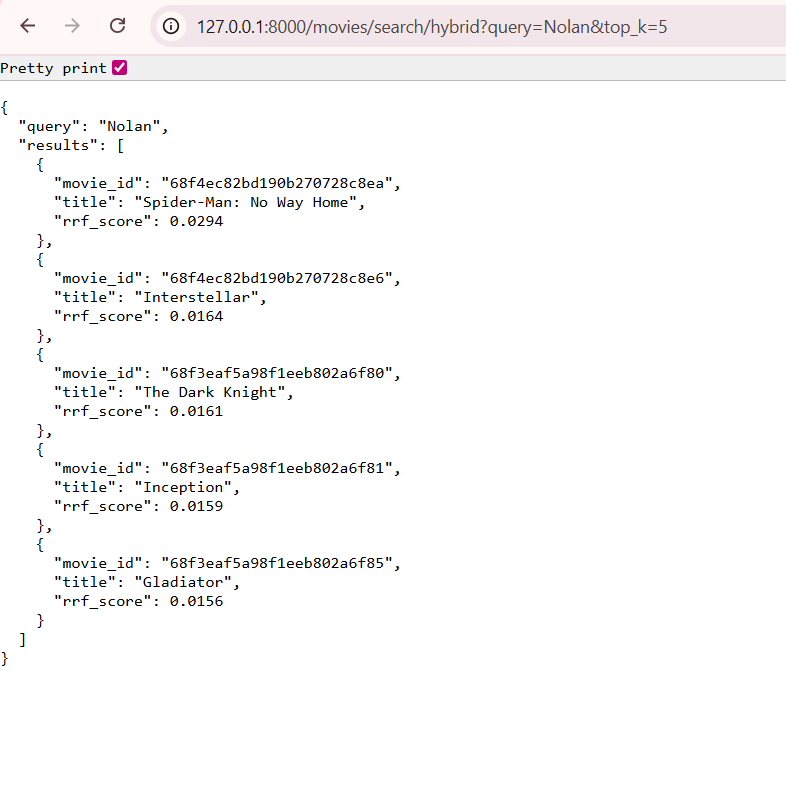 127.0.0.1:8000/movies/search/hybrid?query=Nolan&top_k=5
Pretty print
{
  "query": "Nolan",
  "results": [
    {
      "movie_id": "68f4ec82bd190b270728c8ea",
      "title": "Spider-Man: No Way Home",
      "rrf_score": 0.0294
    },
    {
      "movie_id": "68f4ec82bd190b270728c8e6",
      "title": "Interstellar",
      "rrf_score": 0.0164
    },
    {
      "movie_id": "68f3eaf5a98f1eeb802a6f80",
      "title": "The Dark Knight",
      "rrf_score": 0.0161
    },
    {
      "movie_id": "68f3eaf5a98f1eeb802a6f81",
      "title": "Inception",
      "rrf_score": 0.0159
    },
    {
      "movie_id": "68f3eaf5a98f1eeb802a6f85",
      "title": "Gladiator",
      "rrf_score": 0.0156
    }
  ]
}